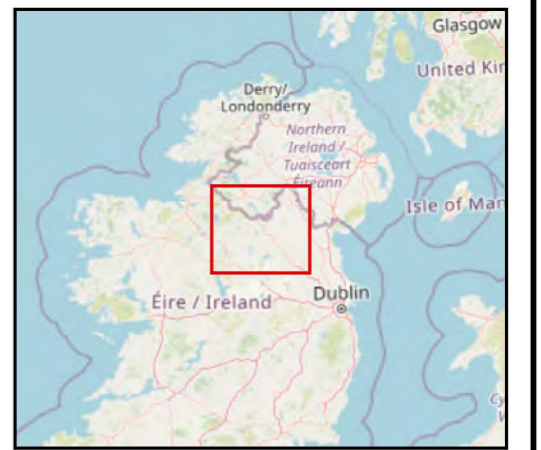 Glasgow
United Kin
Derry/
Londonderry
Northern
Ireland /
Tuaisceart
Éireann
Isle of Man
Éire / Ireland
Dublin